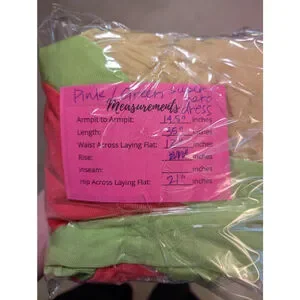 Pink / Green super
Measurements dress
Armpit to Armpit: 14.5" inches
Length: 35" inches
Waist Across Laying Flat: inches
Rise: inches
Inseam: inches
Hip Across Laying Flat: 21" inches